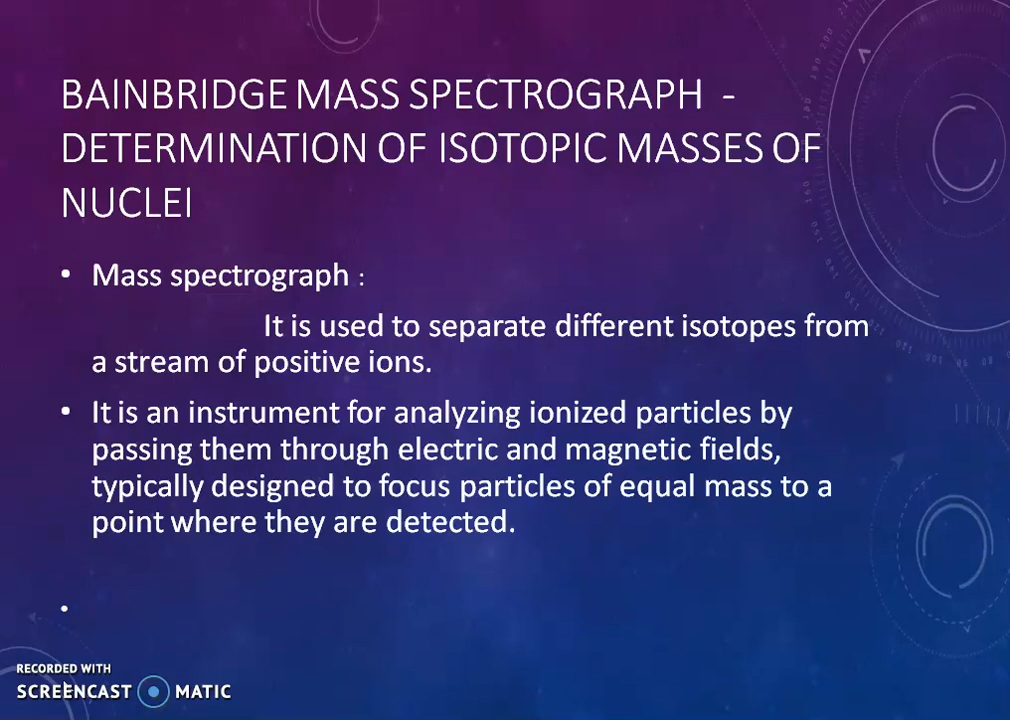 BAINBRIDGE MASS SPECTROGRAPH -
DETERMINATION OF ISOTOPIC MASSES OF
NUCLEI
• Mass spectrograph :
It is used to separate different isotopes from
a stream of positive ions.
• It is an instrument for analyzing ionized particles by
passing them through electric and magnetic fields,
typically designed to focus particles of equal mass to a
point where they are detected.
•
RECORDED WITH
SCREENCAST MATIC